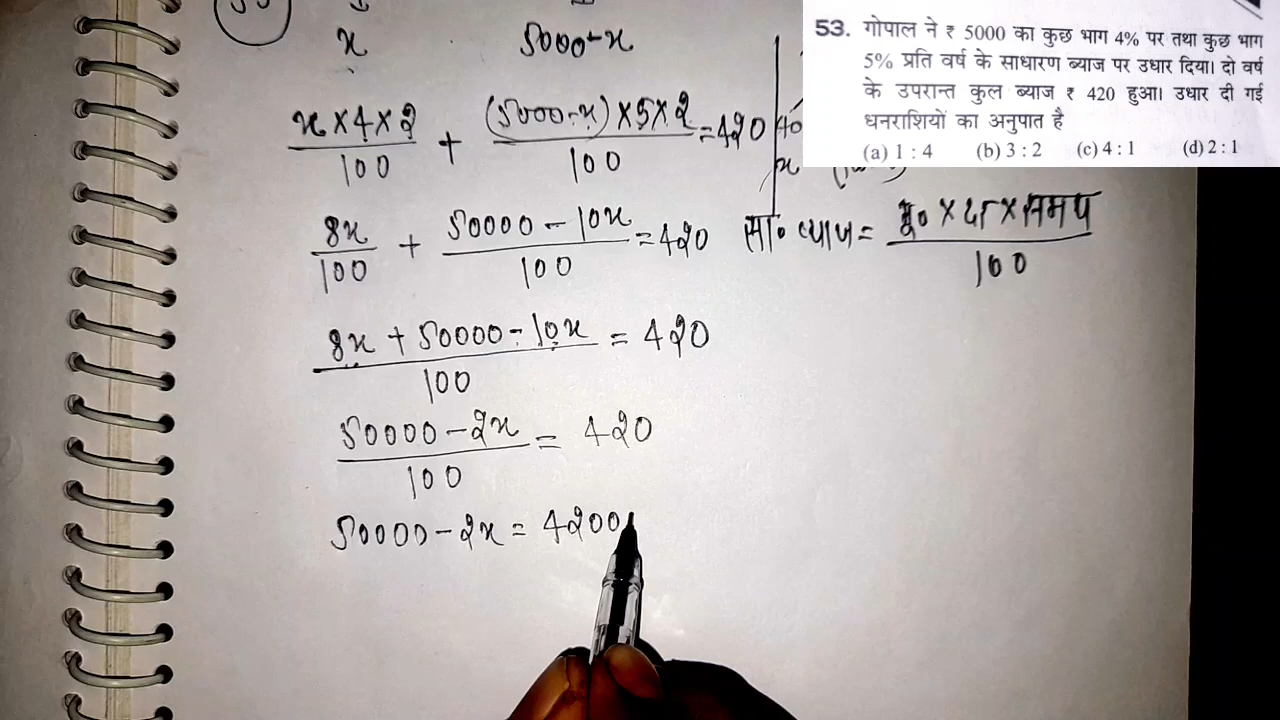 53. गोपाल ने ₹ 5000 का कुछ भाग 4% पर तथा कुछ भाग
5% प्रति वर्ष के साधारण ब्याज पर उधार दिया। दो वर्ष
के उपरान्त कुल ब्याज ₹ 420 हुआ। उधार दी गई
धनराशियों का अनुपात है
(a) 1 : 4 (b) 3 : 2 (c) 4 : 1 (d) 2 : 1
x 5000-x
x×4×2/100 + (5000-x)×5×2/100 =420
8x/100 + 50000-10x/100 =420
सा० ब्याज = मू०×दर×समय/100
8x+50000-10x/100 = 420
50000-2x/100 = 420
50000-2x = 4200